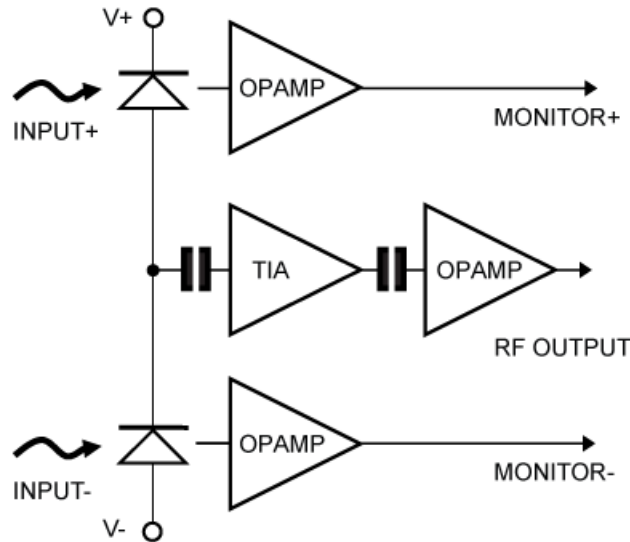 V+
OPAMP
INPUT+
MONITOR+
TIA
OPAMP
RF OUTPUT
OPAMP
INPUT-
MONITOR-
V-